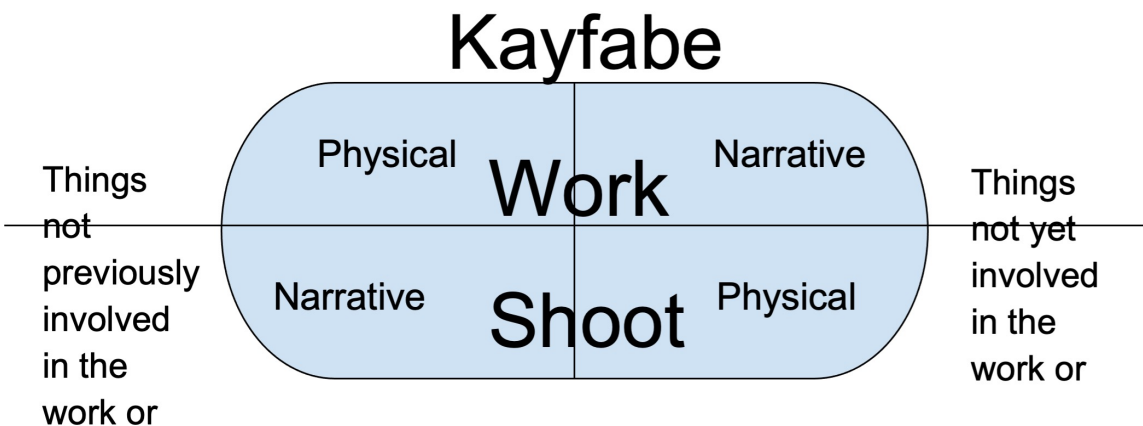 Kayfabe
Physical
Narrative
Work
Things
not
previously
involved
in the
work or
Things
not yet
involved
in the
work or
Narrative
Physical
Shoot